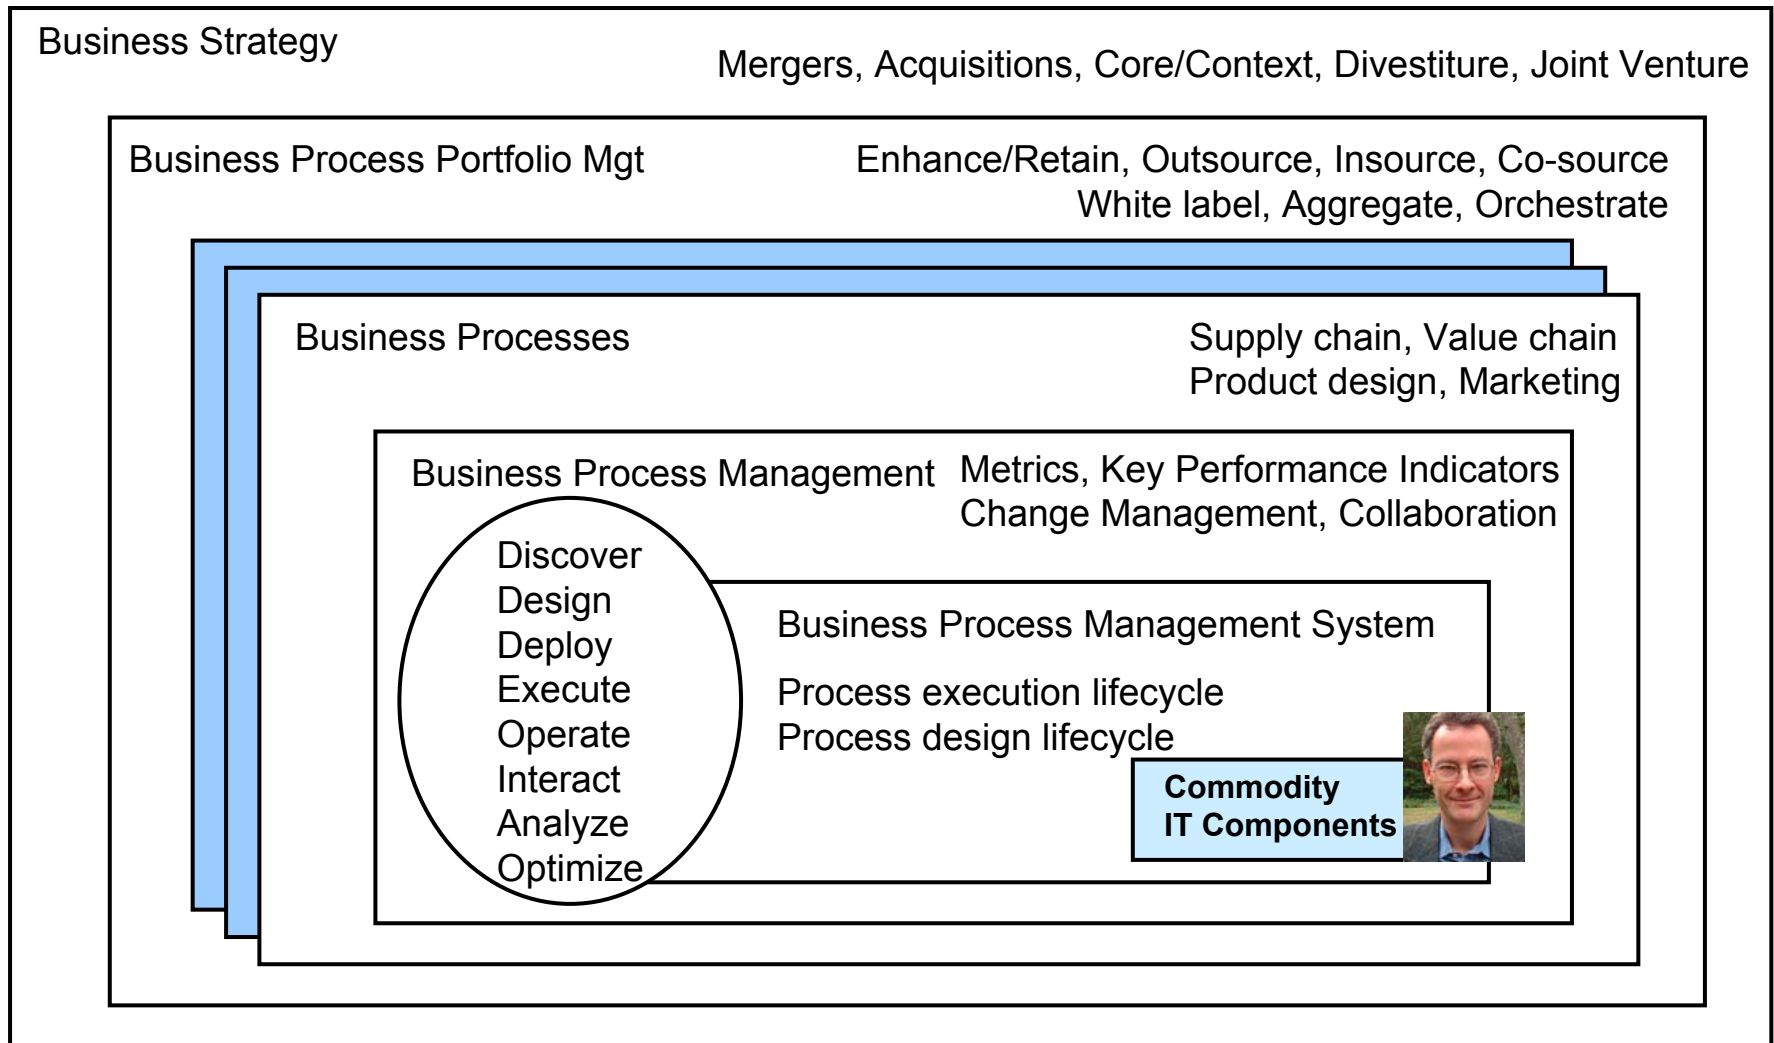 Business Strategy
Mergers, Acquisitions, Core/Context, Divestiture, Joint Venture
Business Process Portfolio Mgt
Enhance/Retain, Outsource, Insource, Co-source
White label, Aggregate, Orchestrate
Business Processes
Supply chain, Value chain
Product design, Marketing
Business Process Management
Metrics, Key Performance Indicators
Change Management, Collaboration
Discover
Design
Deploy
Execute
Operate
Interact
Analyze
Optimize
Business Process Management System
Process execution lifecycle
Process design lifecycle
Commodity
IT Components